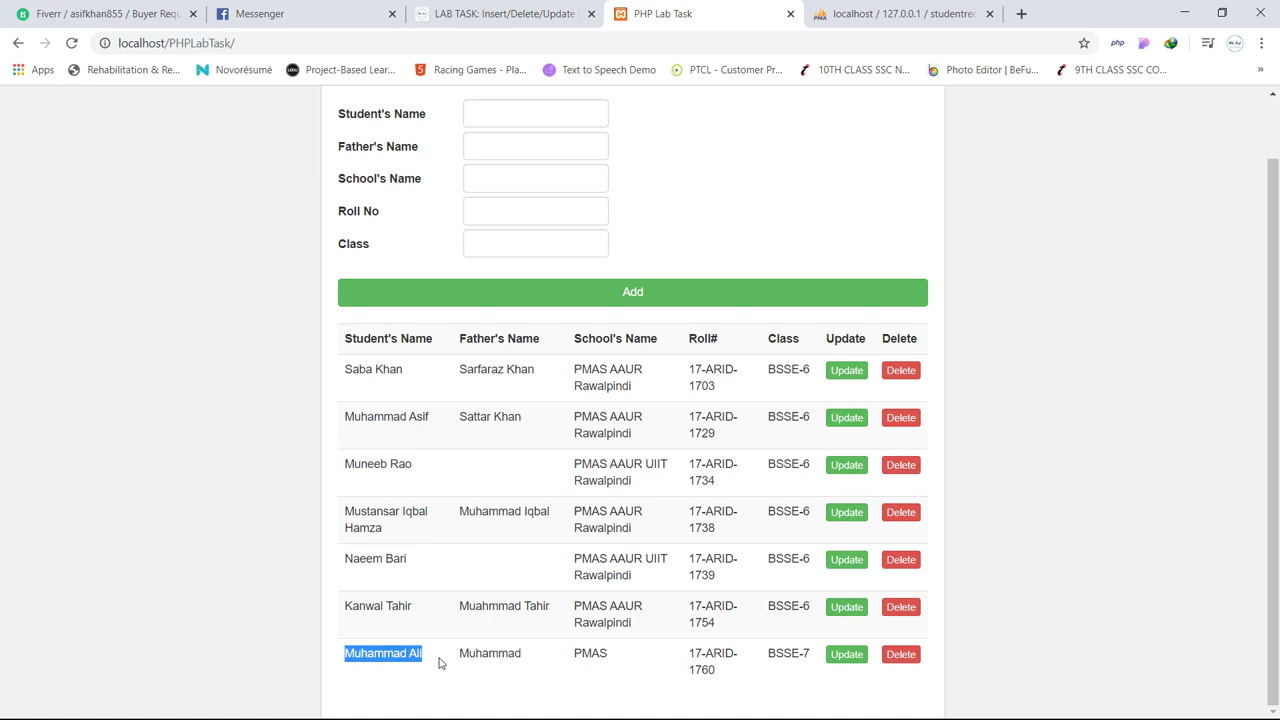 Fiverr / asifkhan855 / Buyer Requ
Messenger
LAB TASK: Insert/Delete/Update
PHP Lab Task
localhost / 127.0.0.1 / studentrec
localhost/PHPLabTask/
php
Apps
Rehabilitation & Re...
Novorésumé
Project-Based Lear...
Racing Games - Pla...
Text to Speech Demo
PTCL - Customer Pr...
10TH CLASS SSC N...
Photo Editor | BeFu...
9TH CLASS SSC CO...
»
Student's Name
Father's Name
School's Name
Roll No
Class
Add
Student's Name Father's Name School's Name Roll# Class Update Delete
Saba Khan Sarfaraz Khan PMAS AAUR 17-ARID- BSSE-6 Update Delete
Rawalpindi 1703
Muhammad Asif Sattar Khan PMAS AAUR 17-ARID- BSSE-6 Update Delete
Rawalpindi 1729
Muneeb Rao PMAS AAUR UIIT 17-ARID- BSSE-6 Update Delete
Rawalpindi 1734
Mustansar Iqbal Muhammad Iqbal PMAS AAUR 17-ARID- BSSE-6 Update Delete
Hamza Rawalpindi 1738
Naeem Bari PMAS AAUR UIIT 17-ARID- BSSE-6 Update Delete
Rawalpindi 1739
Kanwal Tahir Muahmmad Tahir PMAS AAUR 17-ARID- BSSE-6 Update Delete
Rawalpindi 1754
Muhammad Ali Muhammad PMAS 17-ARID- BSSE-7 Update Delete
1760